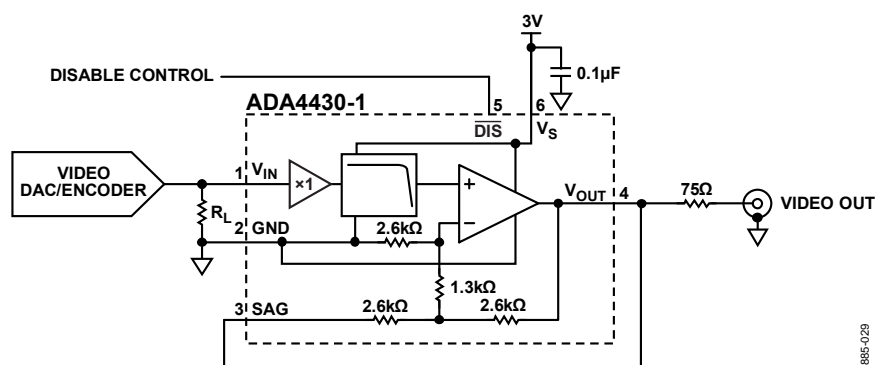 3V
DISABLE CONTROL
0.1µF
ADA4430-1
5
6
DIS
VS
VIDEO
DAC/ENCODER
1
VIN
×1
+
VOUT
4
75Ω
VIDEO OUT
RL
2
GND
2.6kΩ
–
1.3kΩ
3
SAG
2.6kΩ
2.6kΩ
885-029